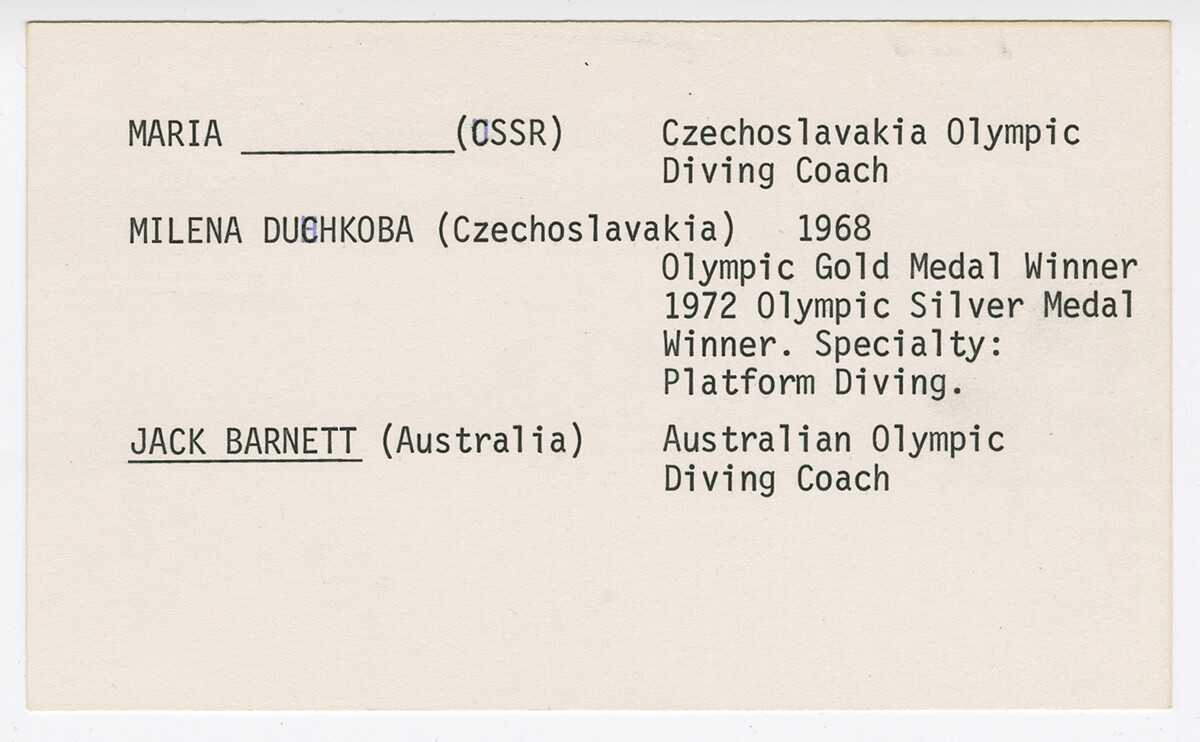 MARIA ___________(CSSR) Czechoslavakia Olympic
Diving Coach
MILENA DUCHKOBA (Czechoslavakia) 1968
Olympic Gold Medal Winner
1972 Olympic Silver Medal
Winner. Specialty:
Platform Diving.
JACK BARNETT (Australia) Australian Olympic
Diving Coach